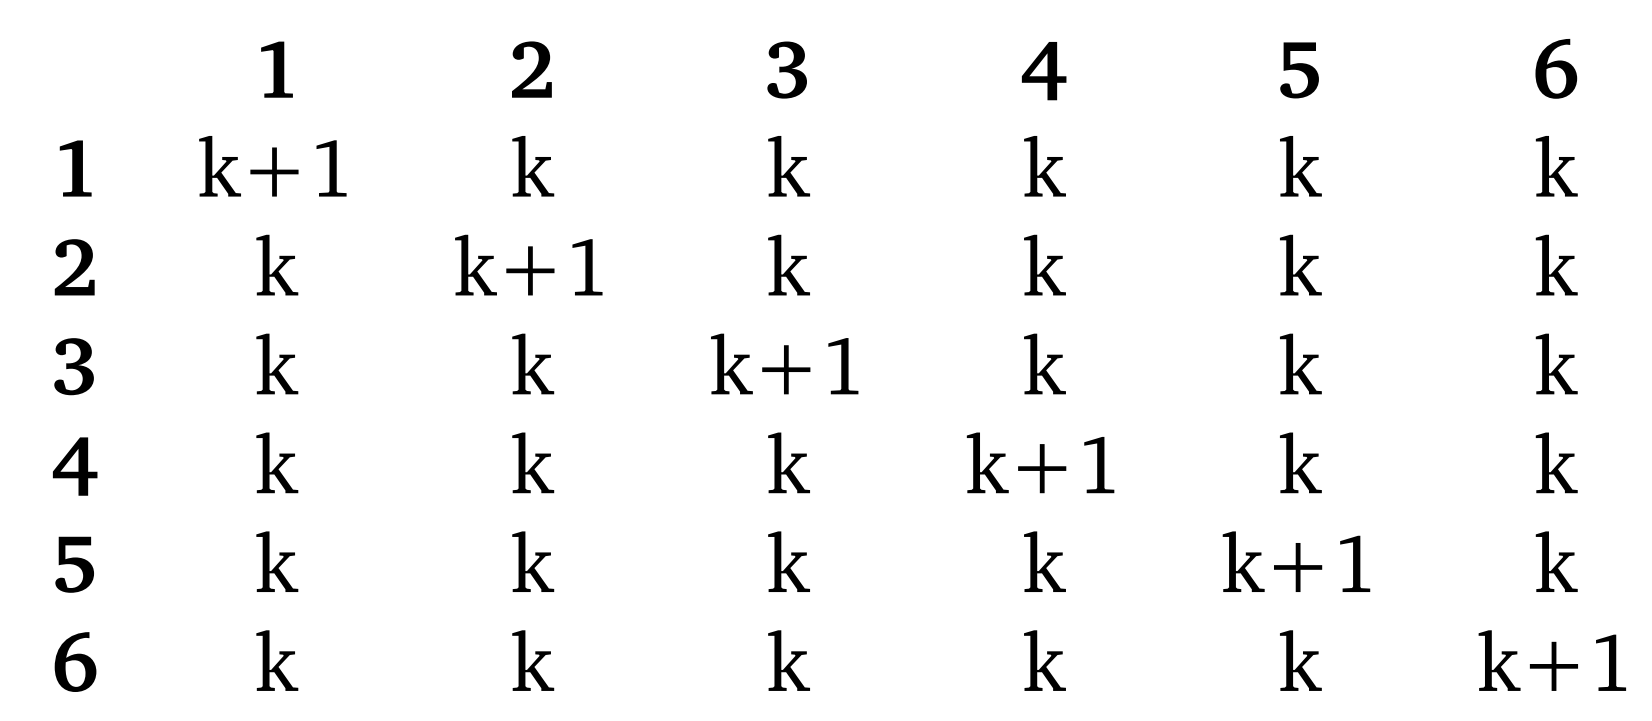 1 2 3 4 5 6
1 k+1 k k k k k
2 k k+1 k k k k
3 k k k+1 k k k
4 k k k k+1 k k
5 k k k k k+1 k
6 k k k k k k+1